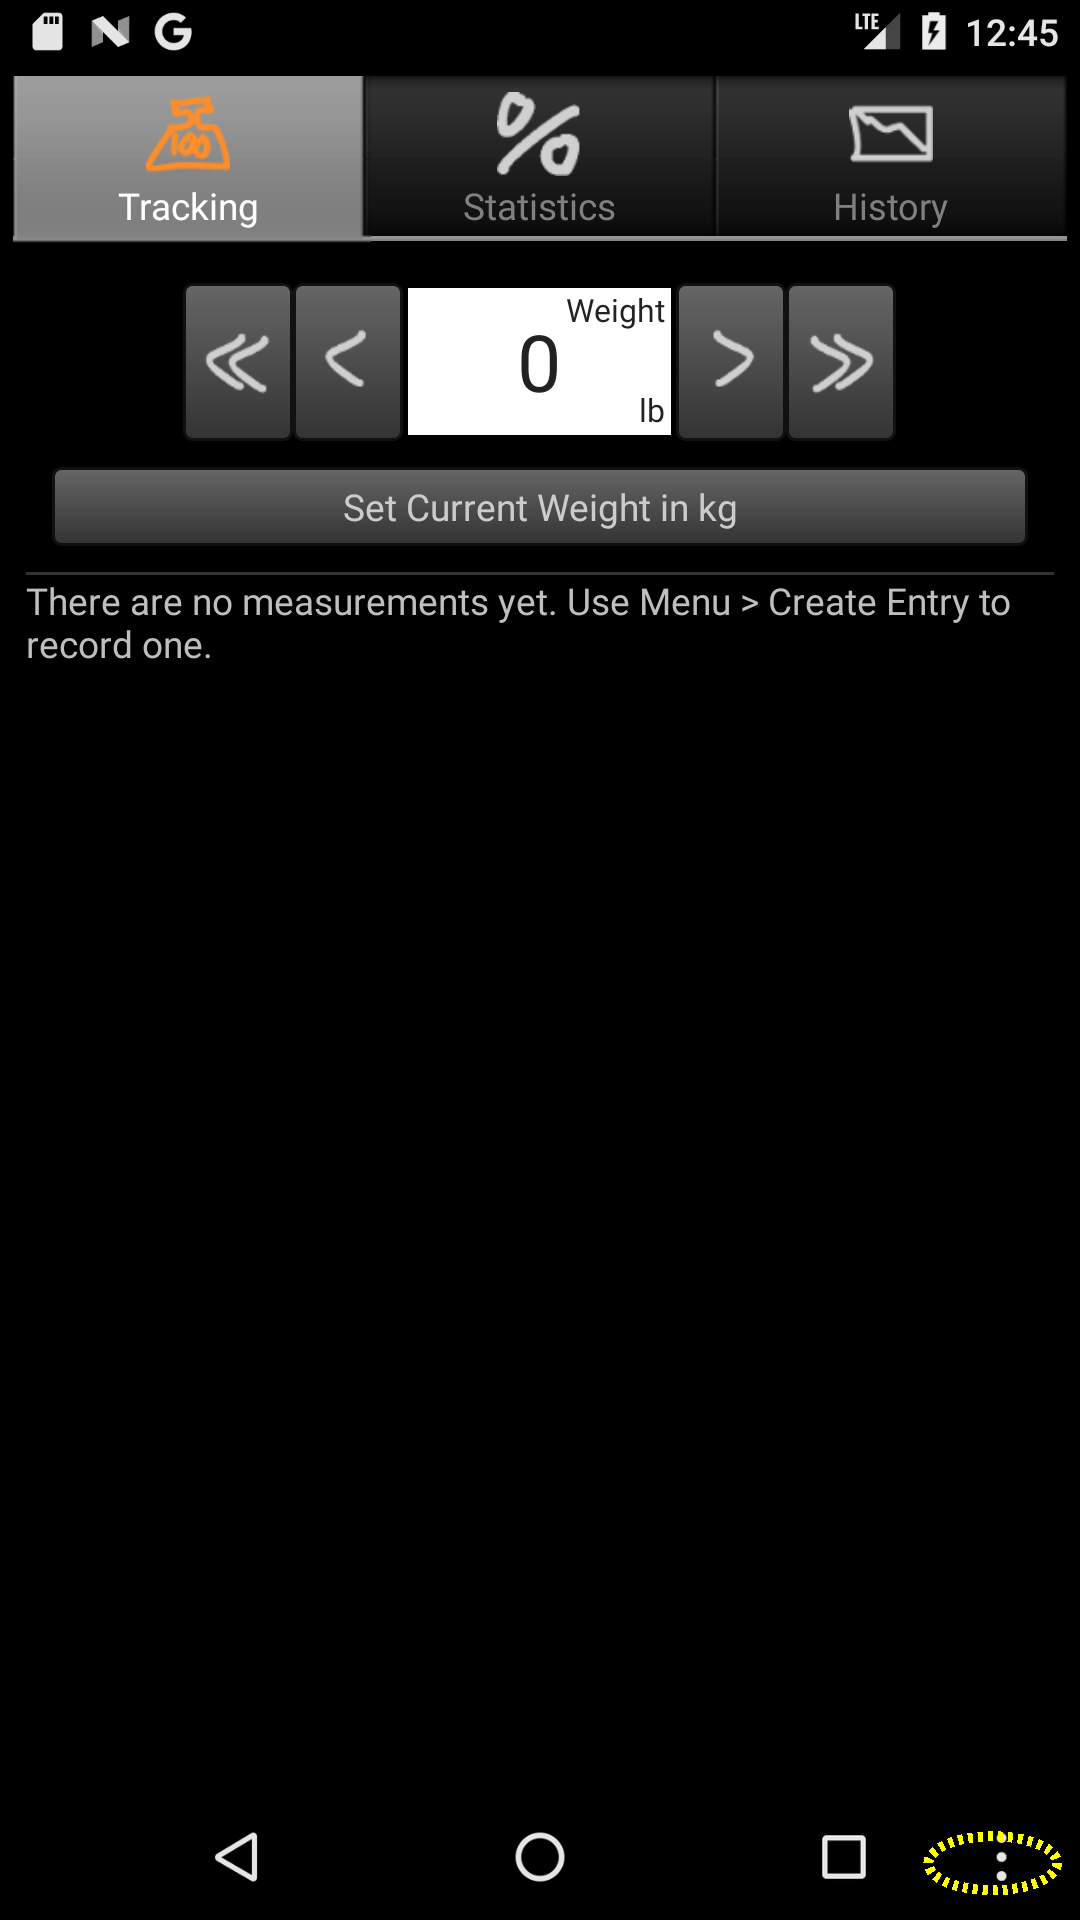 LTE 12:45
100
Tracking Statistics History
Weight
0
lb
Set Current Weight in kg
There are no measurements yet. Use Menu > Create Entry to
record one.